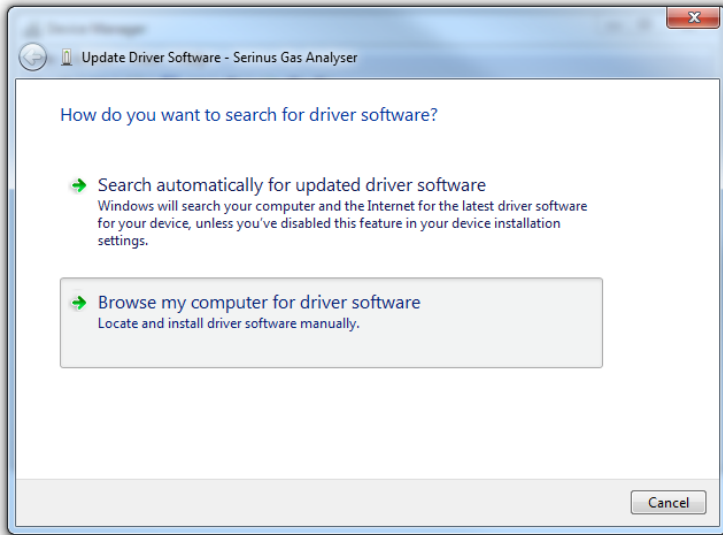 Device Manager
Update Driver Software - Serinus Gas Analyser
How do you want to search for driver software?
Search automatically for updated driver software
Windows will search your computer and the Internet for the latest driver software
for your device, unless you've disabled this feature in your device installation
settings.
Browse my computer for driver software
Locate and install driver software manually.
Cancel